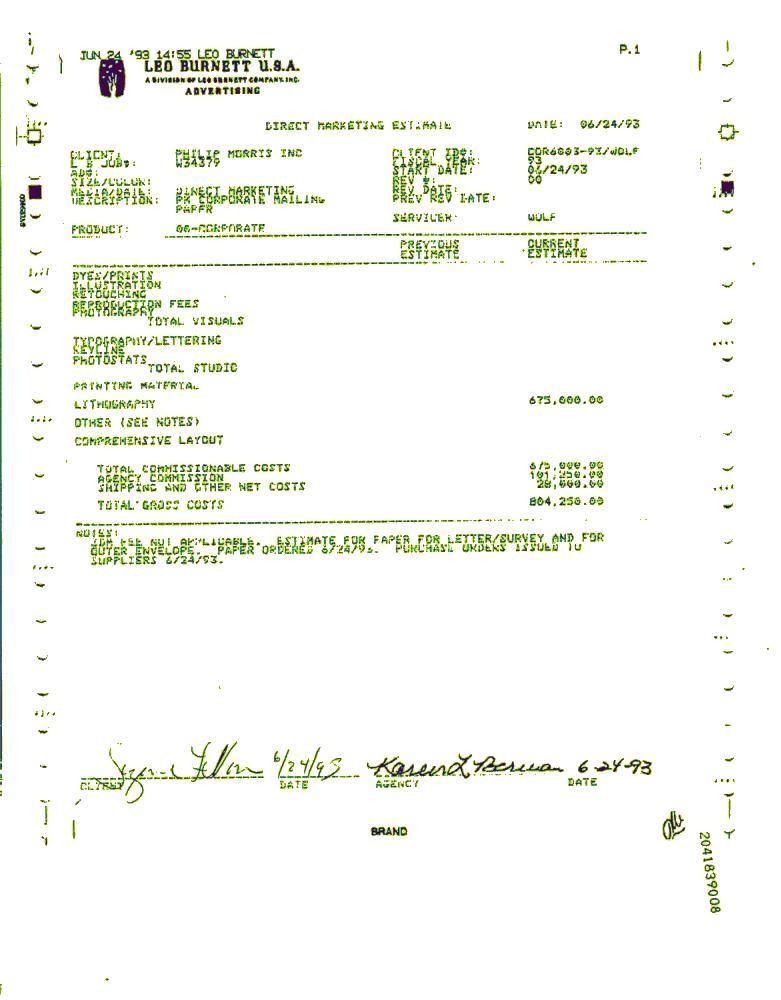 JUN 24 '93 14:55 LEO BURNETT P.1
LEO BURNETT U.S.A.
A DIVISION OF LEO BURNETT COMPANY, INC.
ADVERTISING
DIRECT MARKETING ESTIMATE DATE: 06/24/93
CLIENT: PHILIP MORRIS INC CLIENT ID#: COR6003-93/WOLF
L B JOB#: W34379 FISCAL YEAR: 93
AD#: START DATE: 06/24/93
SIZE/COLOR: REV #: 00
MEDIA/DATE: DIRECT MARKETING REV DATE:
DESCRIPTION: PM CORPORATE MAILING PREV REV DATE:
PAPER
SERVICER: WOLF
PRODUCT: 00-CORPORATE
PREVIOUS CURRENT
ESTIMATE ESTIMATE
DYES/PRINTS
ILLUSTRATION
RETOUCHING
REPRODUCTION FEES
PHOTOGRAPHY
TOTAL VISUALS
TYPOGRAPHY/LETTERING
KEYLINE
PHOTOSTATS
TOTAL STUDIO
PRINTING MATERIAL
LITHOGRAPHY 675,000.00
OTHER (SEE NOTES)
COMPREHENSIVE LAYOUT
TOTAL COMMISSIONABLE COSTS 675,000.00
AGENCY COMMISSION 101,250.00
SHIPPING AND OTHER NET COSTS 28,000.00
TOTAL GROSS COSTS 804,250.00
NOTES:
FEE NOT APPLICABLE. ESTIMATE FOR PAPER FOR LETTER/SURVEY AND FOR
OUTER ENVELOPE. PAPER ORDERED 6/24/93. PURCHASE ORDERS ISSUED TO
SUPPLIERS 6/24/93.
6/24/93 Karen L Berman 6-24-93
CLIENT DATE AGENCY DATE
BRAND
2041839008